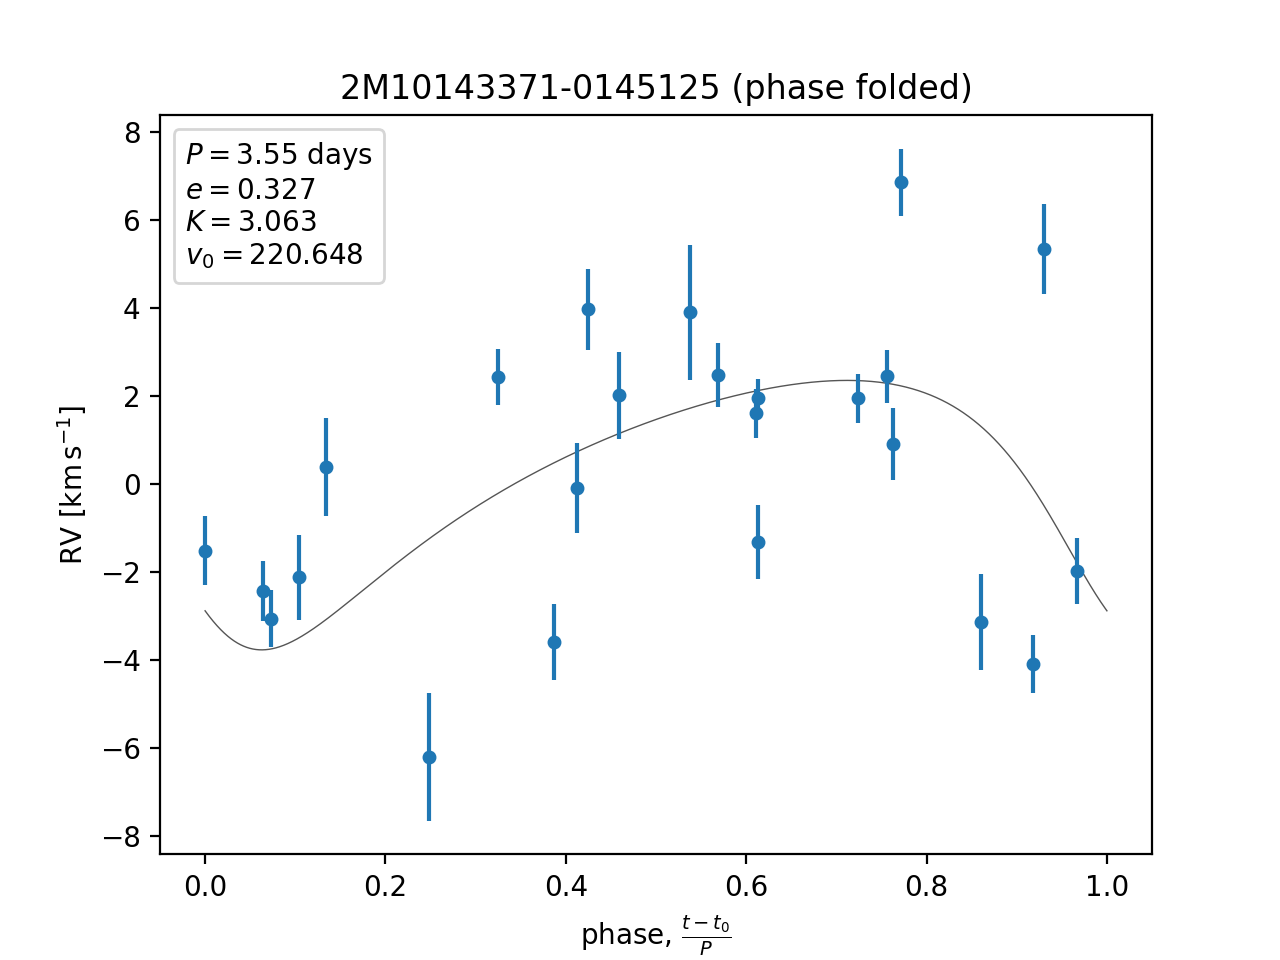 2M10143371-0145125 (phase folded)
P = 3.55 days
e = 0.327
K = 3.063
v₀ = 220.648
8
6
4
2
0
−2
−4
−6
−8
RV [km s⁻¹]
0.0 0.2 0.4 0.6 0.8 1.0
phase, (t − t₀)/P